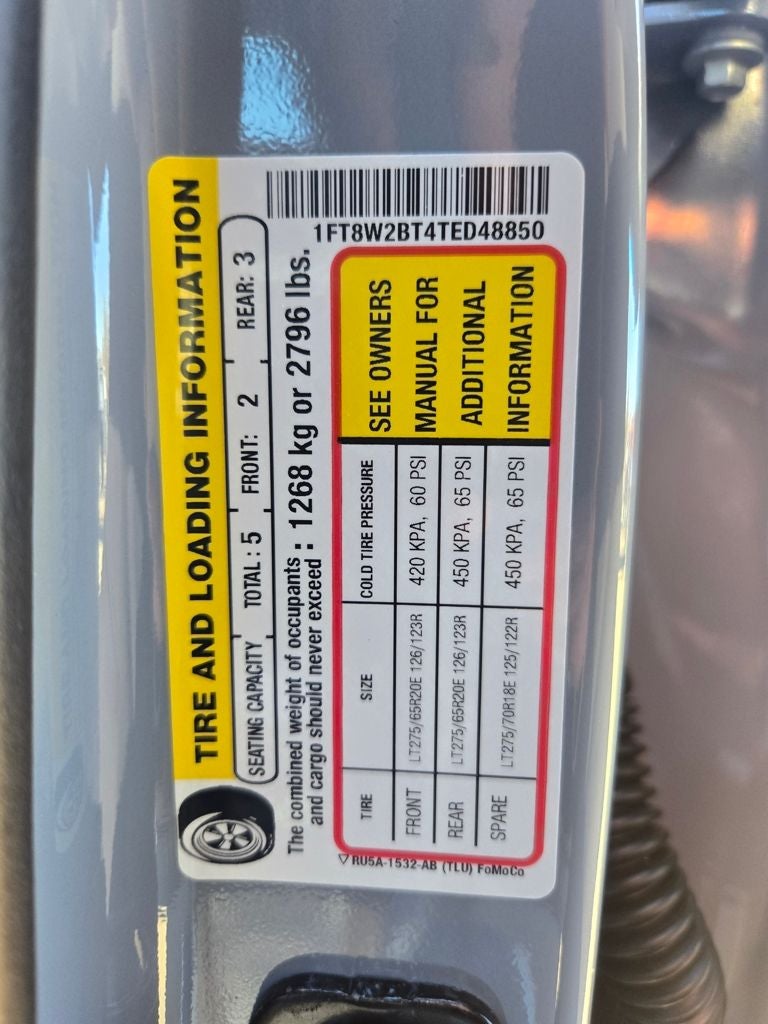 TIRE AND LOADING INFORMATION
SEATING CAPACITY TOTAL : 5 FRONT: 2 REAR: 3
The combined weight of occupants
and cargo should never exceed : 1268 kg or 2796 lbs.
TIRE SIZE COLD TIRE PRESSURE
FRONT LT275/65R20E 126/123R 420 KPA, 60 PSI
REAR LT275/65R20E 126/123R 450 KPA, 65 PSI
SPARE LT275/70R18E 125/122R 450 KPA, 65 PSI
SEE OWNERS
MANUAL FOR
ADDITIONAL
INFORMATION
1FT8W2BT4TED48850
▽RU5A-1532-AB (TLU) FoMoCo